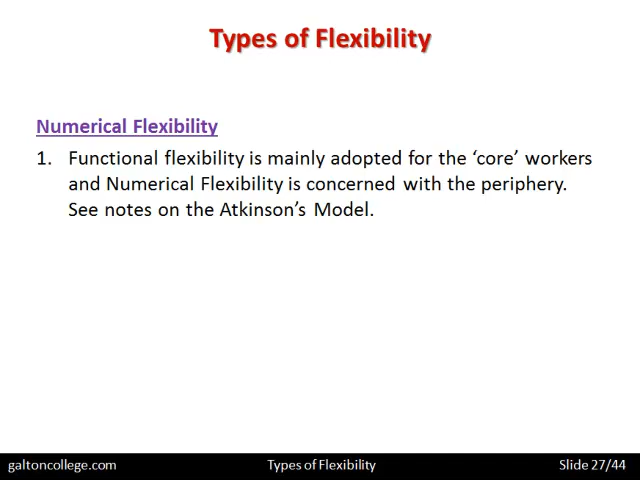 Types of Flexibility
Numerical Flexibility
1. Functional flexibility is mainly adopted for the ‘core’ workers
and Numerical Flexibility is concerned with the periphery.
See notes on the Atkinson’s Model.
galtoncollege.com Types of Flexibility Slide 27/44